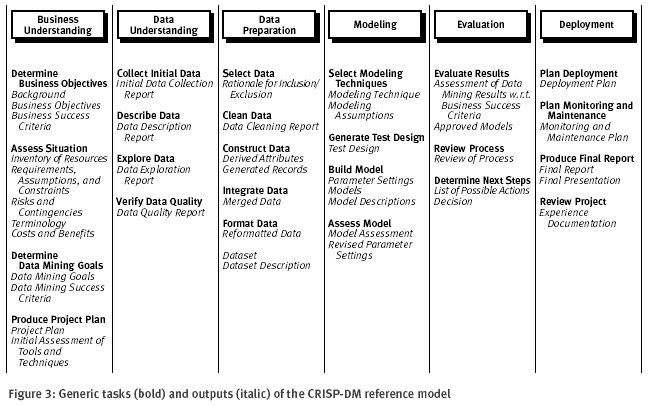 Business
Understanding
Data
Understanding
Data
Preparation
Modeling
Evaluation
Deployment
Determine
Business Objectives
Background
Business Objectives
Business Success
Criteria
Assess Situation
Inventory of Resources
Requirements,
Assumptions, and
Constraints
Risks and
Contingencies
Terminology
Costs and Benefits
Determine
Data Mining Goals
Data Mining Goals
Data Mining Success
Criteria
Produce Project Plan
Project Plan
Initial Assessment of
Tools and
Techniques
Collect Initial Data
Initial Data Collection
Report
Describe Data
Data Description
Report
Explore Data
Data Exploration
Report
Verify Data Quality
Data Quality Report
Select Data
Rationale for Inclusion/
Exclusion
Clean Data
Data Cleaning Report
Construct Data
Derived Attributes
Generated Records
Integrate Data
Merged Data
Format Data
Reformatted Data
Dataset
Dataset Description
Select Modeling
Techniques
Modeling Technique
Modeling
Assumptions
Generate Test Design
Test Design
Build Model
Parameter Settings
Models
Model Descriptions
Assess Model
Model Assessment
Revised Parameter
Settings
Evaluate Results
Assessment of Data
Mining Results w.r.t.
Business Success
Criteria
Approved Models
Review Process
Review of Process
Determine Next Steps
List of Possible Actions
Decision
Plan Deployment
Deployment Plan
Plan Monitoring and
Maintenance
Monitoring and
Maintenance Plan
Produce Final Report
Final Report
Final Presentation
Review Project
Experience
Documentation
Figure 3: Generic tasks (bold) and outputs (italic) of the CRISP-DM reference model